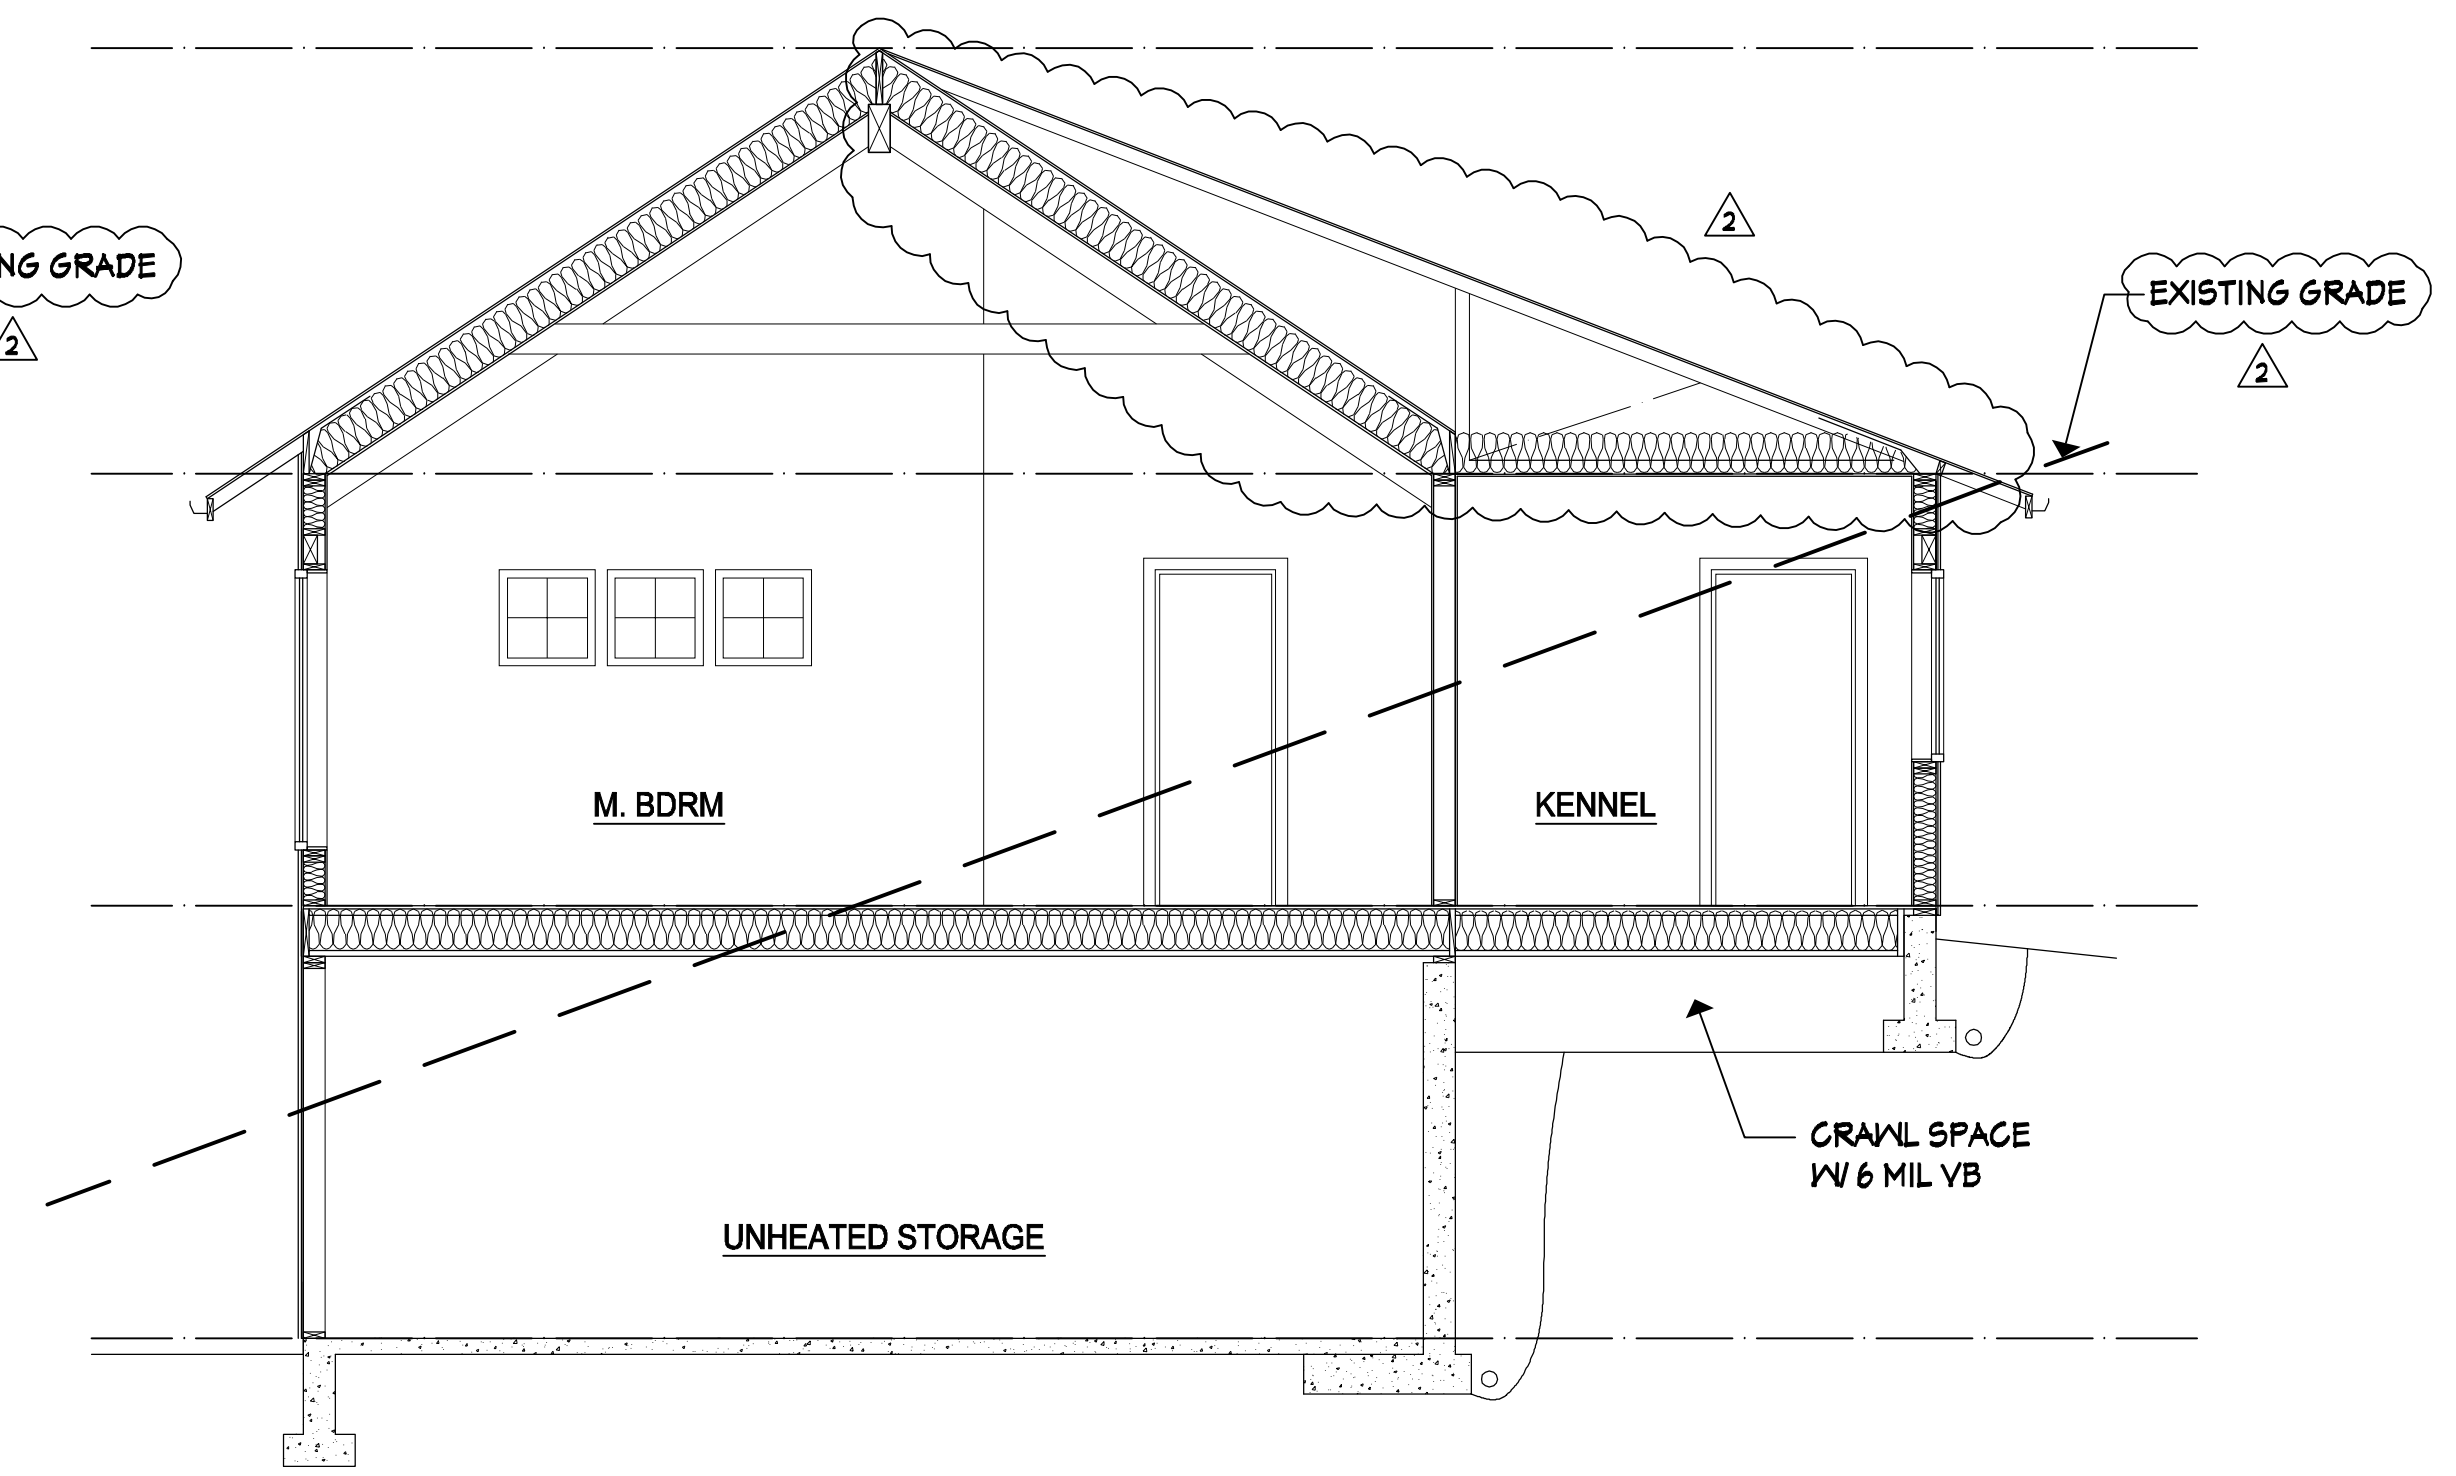 2
NG GRADE
2
EXISTING GRADE
2
M. BDRM
KENNEL
CRAWL SPACE
W/ 6 MIL VB
UNHEATED STORAGE